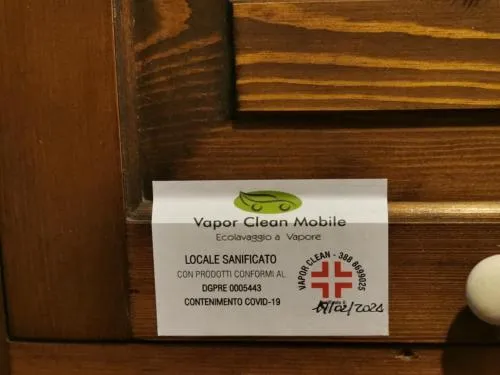 Vapor Clean Mobile
Ecolavaggio a Vapore
LOCALE SANIFICATO
CON PRODOTTI CONFORMI AL
DGPRE 0005443
CONTENIMENTO COVID-19
VAPOR CLEAN - 388 8699025